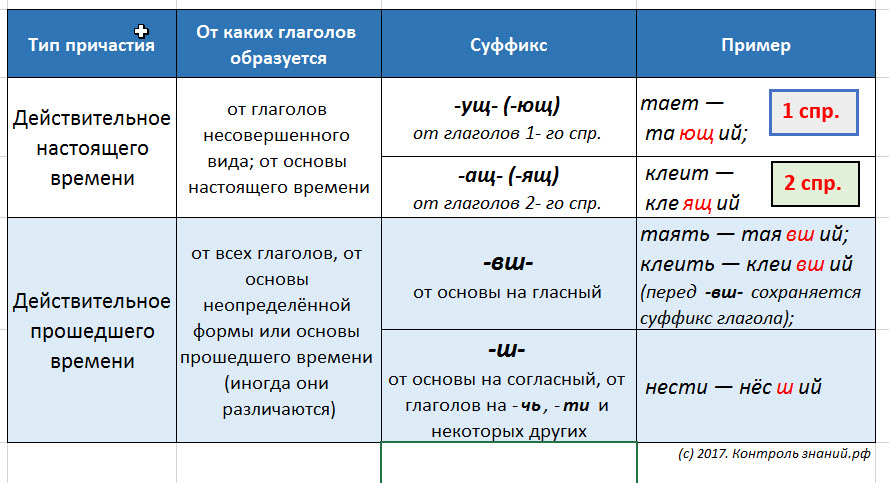 Тип причастия
От каких глаголов
образуется
Суффикс
Пример
Действительное
настоящего
времени
от глаголов
несовершенного
вида; от основы
настоящего времени
-ущ- (-ющ)
от глаголов 1- го спр.
тает —
та ющ ий;
1 спр.
-ащ- (-ящ)
от глаголов 2- го спр.
клеит —
кле ящ ий
2 спр.
Действительное
прошедшего
времени
от всех глаголов, от
основы
неопределённой
формы или основы
прошедшего времени
(иногда они
различаются)
-вш-
от основы на гласный
таять — тая вш ий;
клеить — клеи вш ий
(перед -вш- сохраняется
суффикс глагола);
-ш-
от основы на согласный, от
глаголов на -чь, -ти и
некоторых других
нести — нёс ш ий
(с) 2017. Контроль знаний.рф